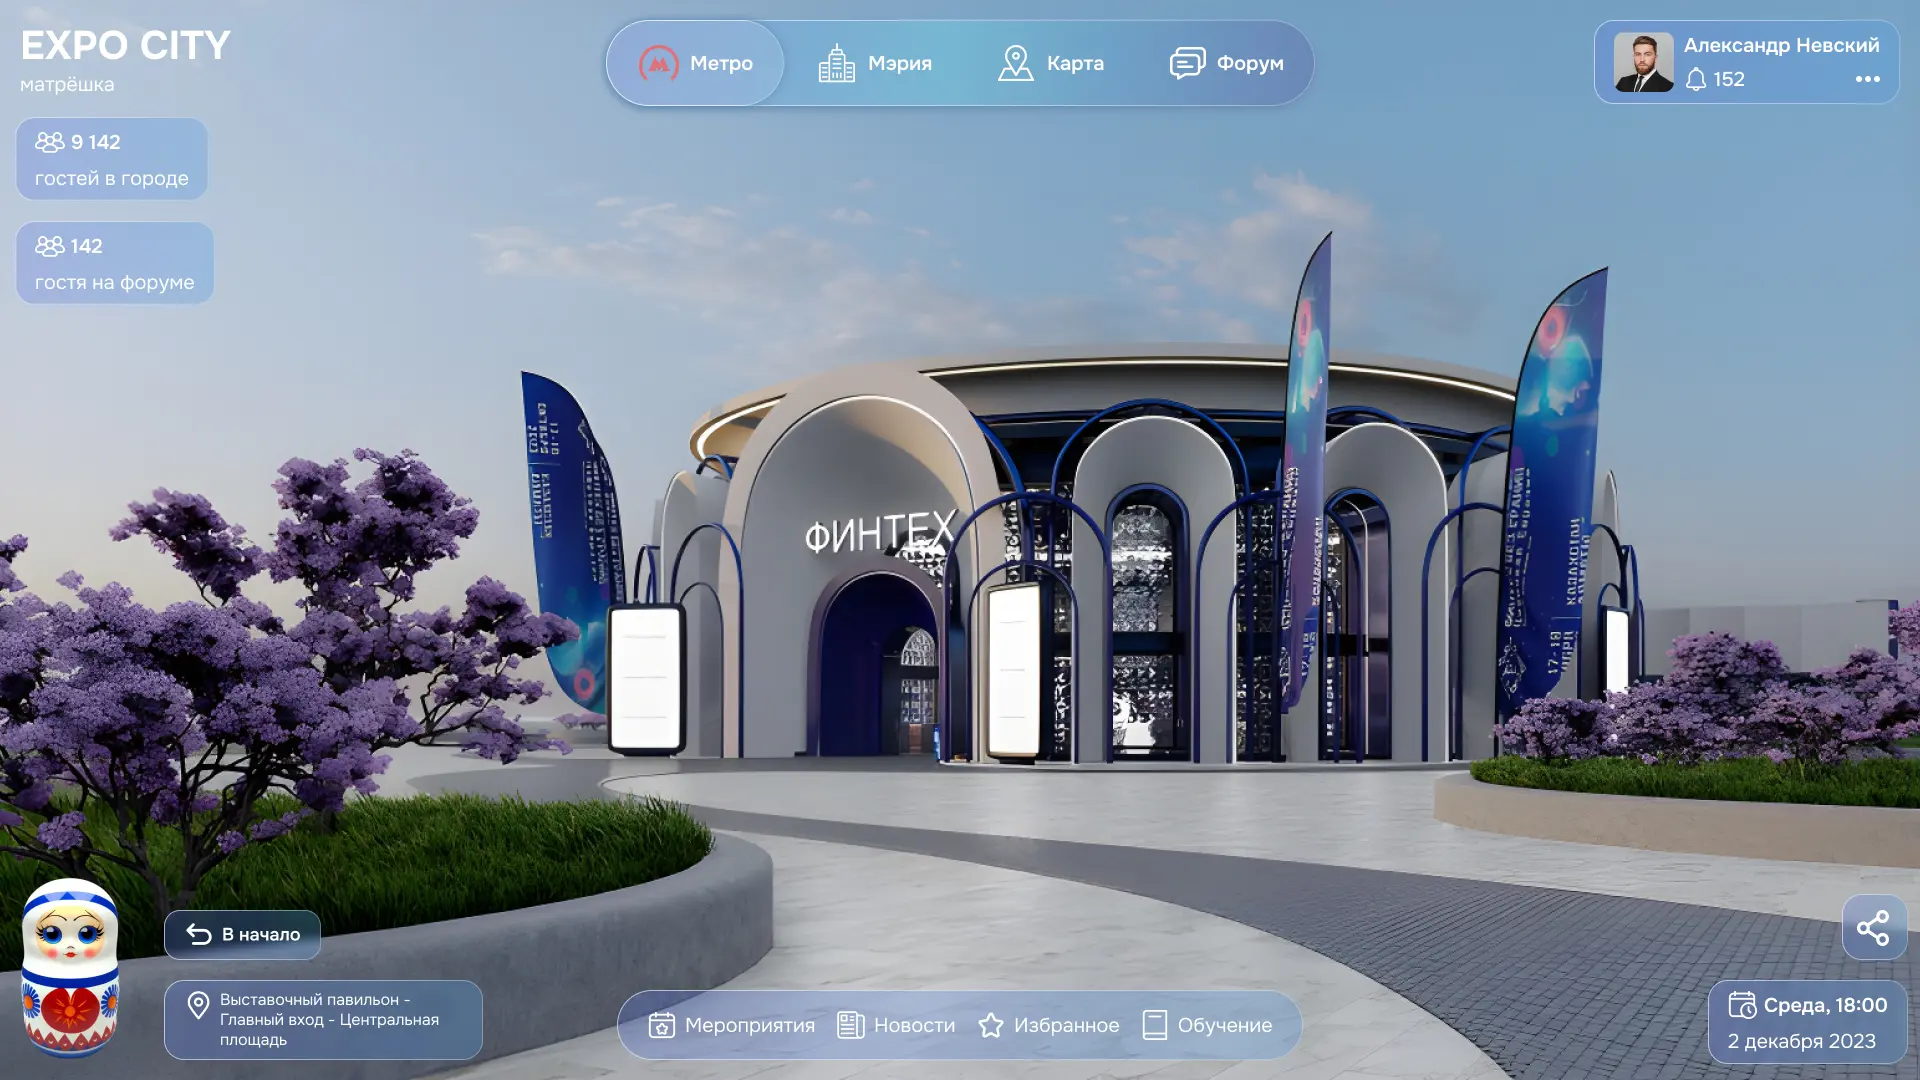 EXPO CITY
матрёшка
Метро
Мэрия
Карта
Форум
Александр Невский
152
9 142
гостей в городе
142
гостя на форуме
ФИНТЕХ
В начало
Выставочный павильон -
Главный вход - Центральная
площадь
Мероприятия
Новости
Избранное
Обучение
Среда, 18:00
2 декабря 2023